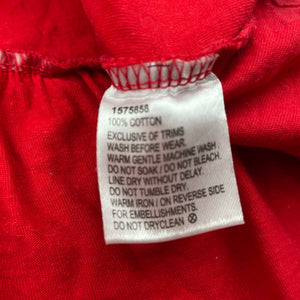 1575858
100% COTTON
EXCLUSIVE OF TRIMS
WASH BEFORE WEAR.
WARM GENTLE MACHINE WASH.
DO NOT SOAK / DO NOT BLEACH.
LINE DRY WITHOUT DELAY.
DO NOT TUMBLE DRY.
WARM IRON / ON REVERSE SIDE
FOR EMBELLISHMENTS.
DO NOT DRYCLEAN